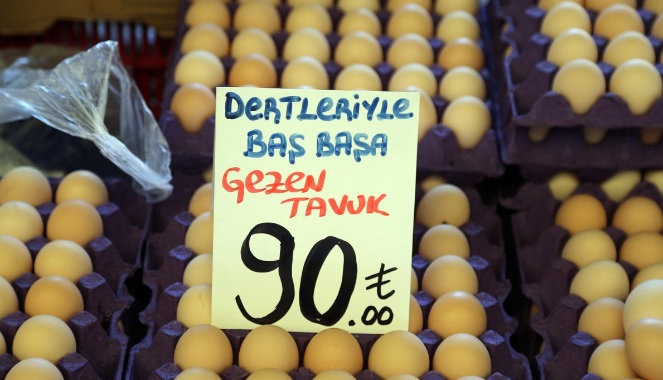 DERTLERİYLE
BAŞ BAŞA
GEZEN
TAVUK
90.00 ₺